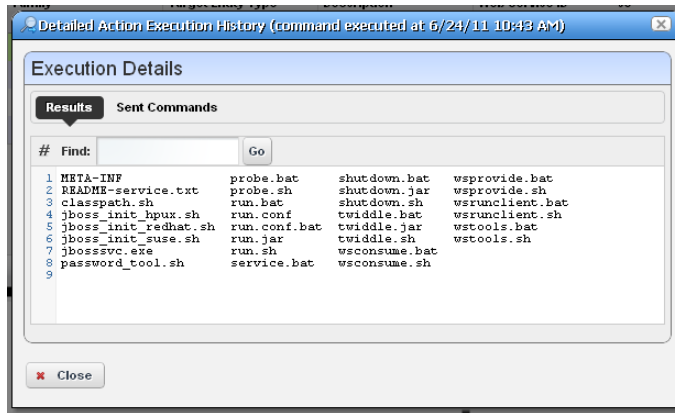 Detailed Action Execution History (command executed at 6/24/11 10:43 AM)
Execution Details
Results Sent Commands
# Find: Go
1 META-INF probe.bat shutdown.bat wsprovide.bat
2 README-service.txt probe.sh shutdown.jar wsprovide.sh
3 classpath.sh run.bat shutdown.sh wsrunclient.bat
4 jboss_init_hpux.sh run.conf twiddle.bat wsrunclient.sh
5 jboss_init_redhat.sh run.conf.bat twiddle.jar wstools.bat
6 jboss_init_suse.sh run.jar twiddle.sh wstools.sh
7 jbosssvc.exe run.sh wsconsume.bat
8 password_tool.sh service.bat wsconsume.sh
9
Close